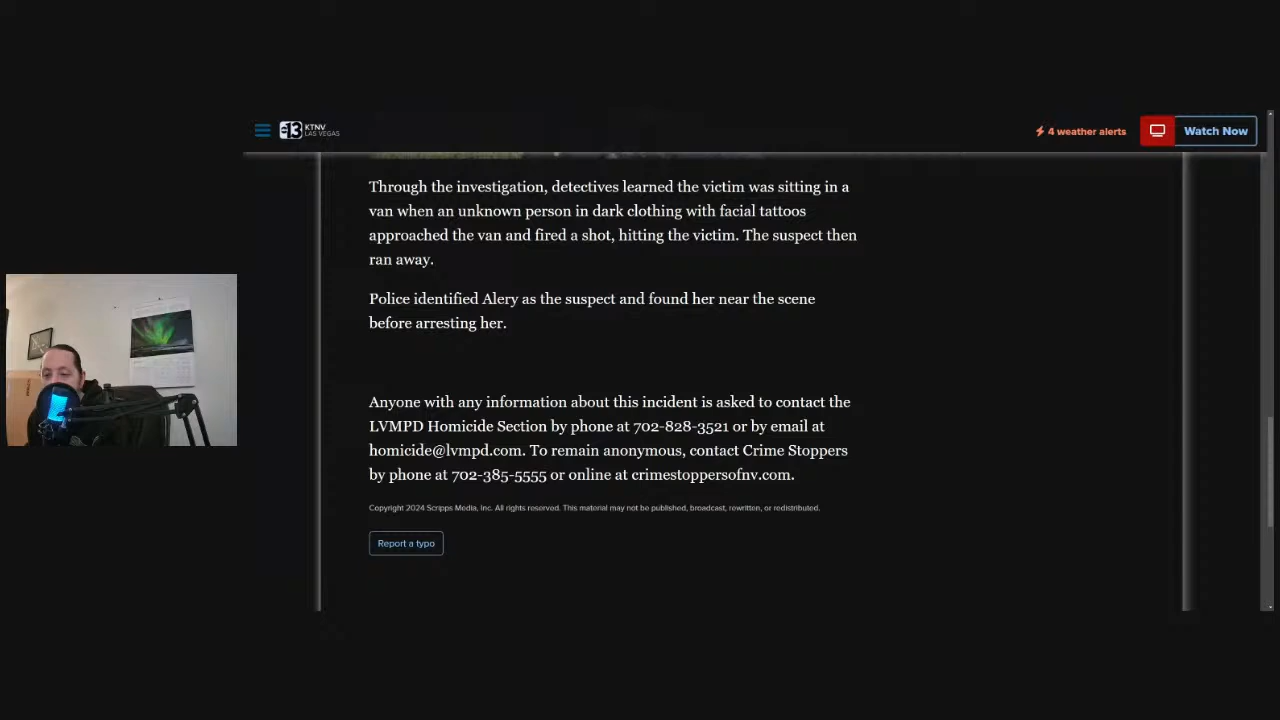 13 KTNV
LAS VEGAS
4 weather alerts
Watch Now
Through the investigation, detectives learned the victim was sitting in a
van when an unknown person in dark clothing with facial tattoos
approached the van and fired a shot, hitting the victim. The suspect then
ran away.
Police identified Alery as the suspect and found her near the scene
before arresting her.
Anyone with any information about this incident is asked to contact the
LVMPD Homicide Section by phone at 702-828-3521 or by email at
homicide@lvmpd.com. To remain anonymous, contact Crime Stoppers
by phone at 702-385-5555 or online at crimestoppersofnv.com.
Copyright 2024 Scripps Media, Inc. All rights reserved. This material may not be published, broadcast, rewritten, or redistributed.
Report a typo